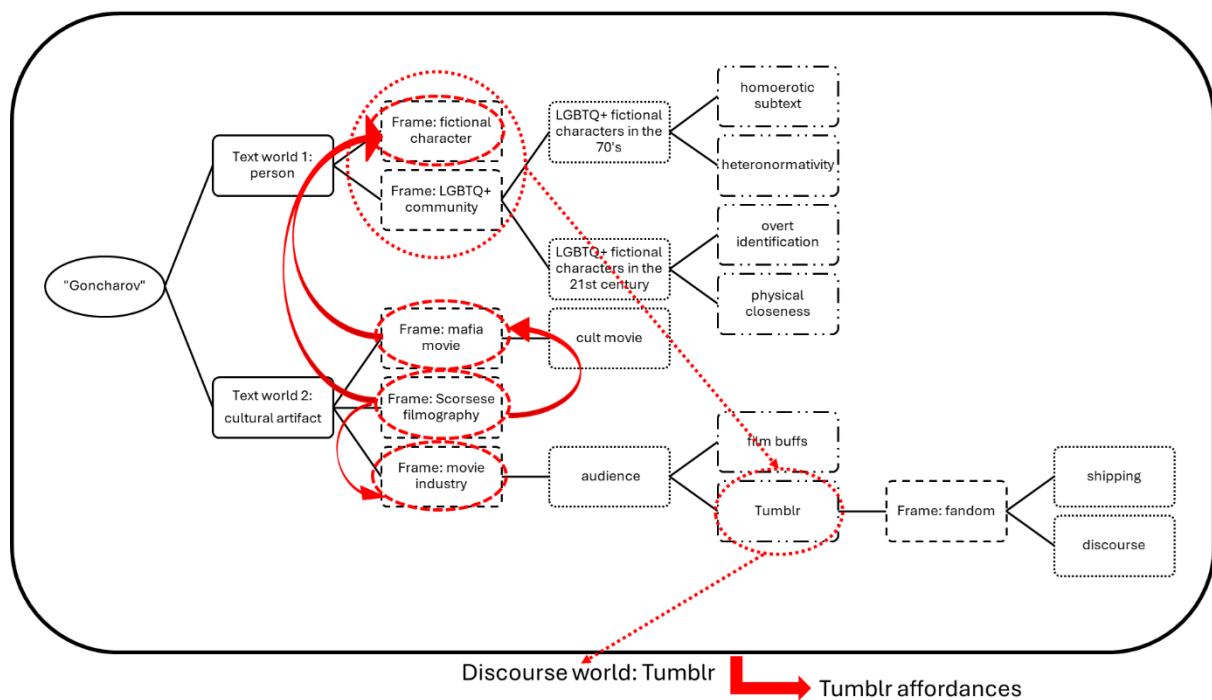 "Goncharov"
Text world 1:
person
Text world 2:
cultural artifact
Frame: fictional
character
Frame: LGBTQ+
community
Frame: mafia
movie
Frame: Scorsese
filmography
Frame: movie
industry
LGBTQ+ fictional
characters in the
70's
LGBTQ+ fictional
characters in the
21st century
cult movie
audience
homoerotic
subtext
heteronormativity
overt
identification
physical
closeness
film buffs
Tumblr
Frame: fandom
shipping
discourse
Discourse world: Tumblr
Tumblr affordances